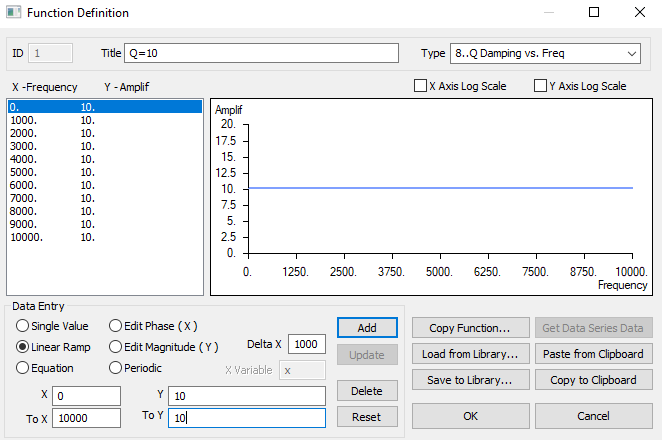 Function Definition
ID 1 Title Q=10 Type 8..Q Damping vs. Freq
X -Frequency Y - Amplif X Axis Log Scale Y Axis Log Scale
0. 10.
1000. 10.
2000. 10.
3000. 10.
4000. 10.
5000. 10.
6000. 10.
7000. 10.
8000. 10.
9000. 10.
10000. 10.
Amplif
20.
17.5
15.
12.5
10.
7.5
5.
2.5
0.
0. 1250. 2500. 3750. 5000. 6250. 7500. 8750. 10000.
Frequency
Data Entry
Single Value Edit Phase ( X ) Add
Linear Ramp Edit Magnitude ( Y ) Delta X 1000 Update
Equation Periodic X Variable x
X 0 Y 10 Delete
To X 10000 To Y 10 Reset
Copy Function... Get Data Series Data
Load from Library... Paste from Clipboard
Save to Library... Copy to Clipboard
OK Cancel